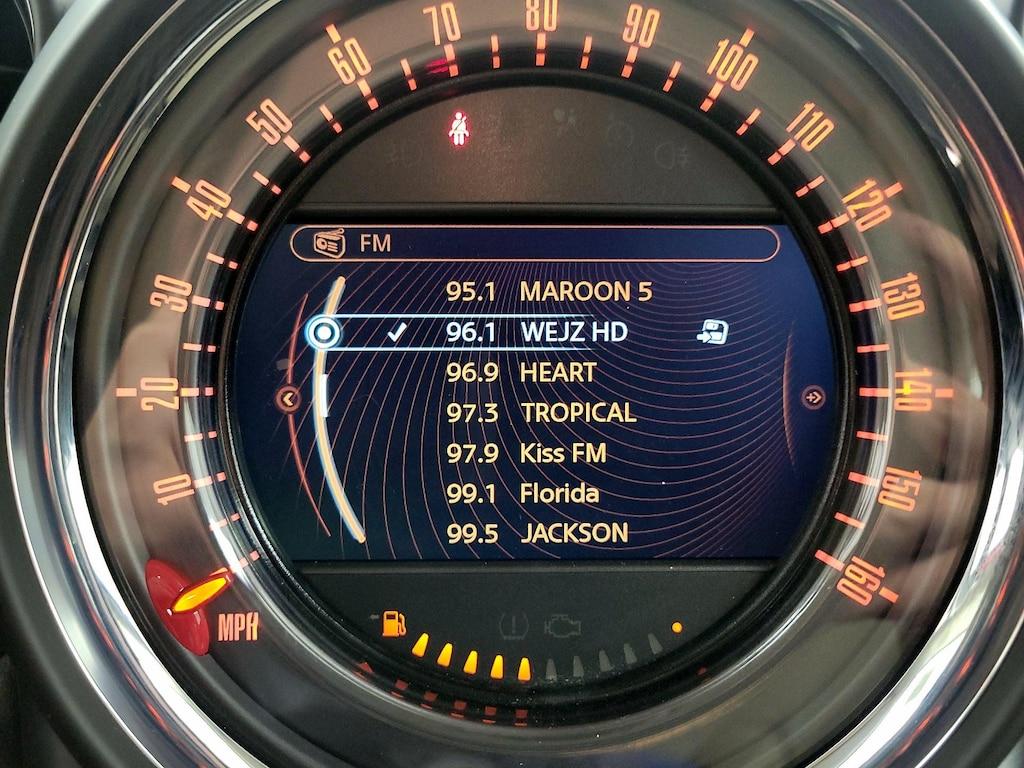 10
20
30
40
50
60
70
80
90
100
110
120
130
140
150
160
MPH
FM
95.1 MAROON 5
✓ 96.1 WEJZ HD
96.9 HEART
97.3 TROPICAL
97.9 Kiss FM
99.1 Florida
99.5 JACKSON